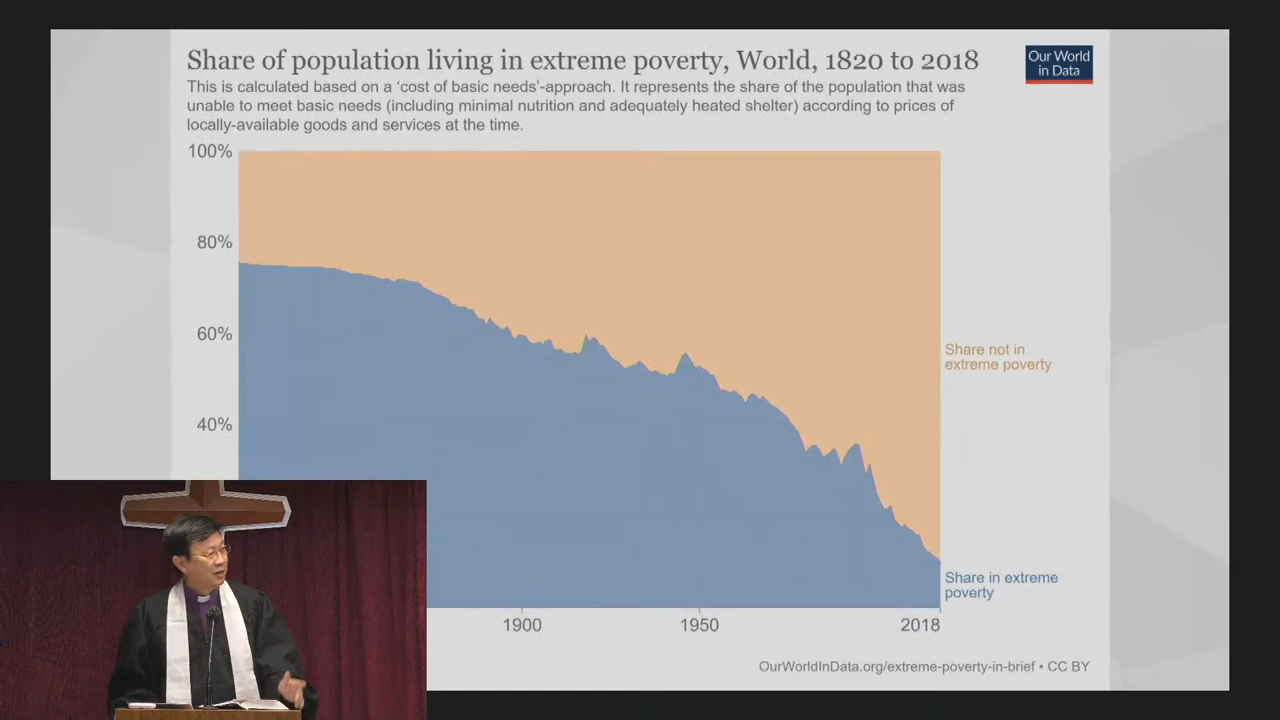 Share of population living in extreme poverty, World, 1820 to 2018
Our World
in Data
This is calculated based on a ‘cost of basic needs’-approach. It represents the share of the population that was
unable to meet basic needs (including minimal nutrition and adequately heated shelter) according to prices of
locally-available goods and services at the time.
100%
80%
60%
40%
Share not in
extreme poverty
Share in extreme
poverty
1900
1950
2018
OurWorldInData.org/extreme-poverty-in-brief • CC BY